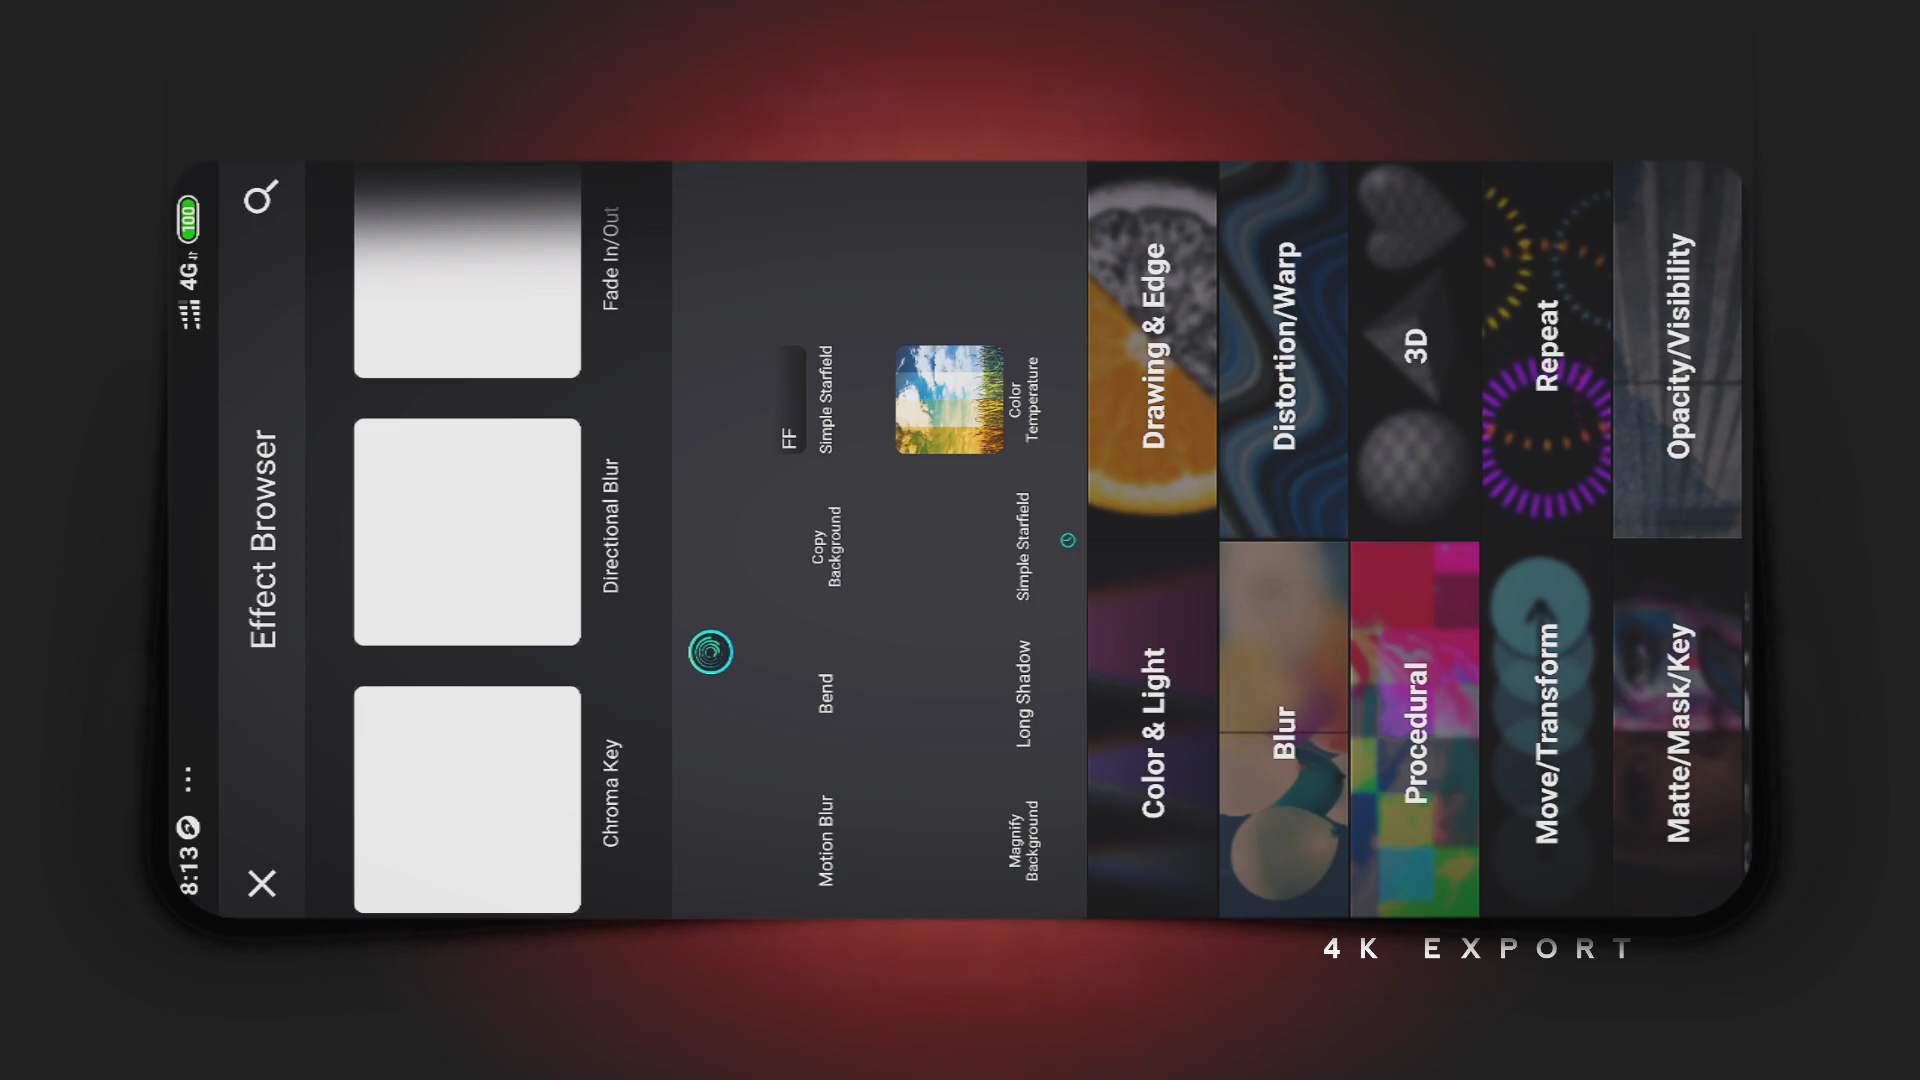 8:13
...
4G
100
Effect Browser
Chroma Key
Directional Blur
Fade In/Out
FF
Motion Blur
Bend
Copy
Background
Simple Starfield
Magnify
Background
Long Shadow
Simple Starfield
Color
Temperature
Color & Light
Drawing & Edge
Blur
Distortion/Warp
Procedural
3D
Move/Transform
Repeat
Matte/Mask/Key
Opacity/Visibility
4K EXPORT